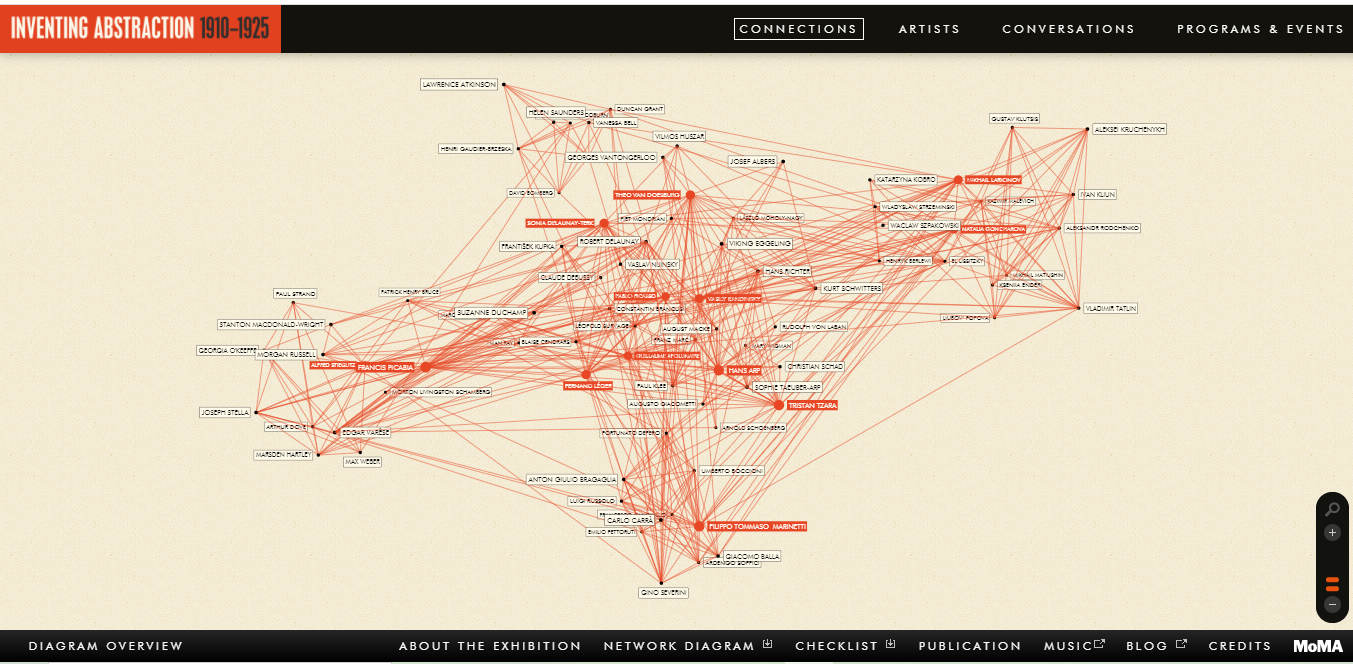 INVENTING ABSTRACTION 1910–1925
CONNECTIONS
ARTISTS
CONVERSATIONS
PROGRAMS & EVENTS
LAWRENCE ATKINSON
DUNCAN GRANT
HELEN SAUNDERS
VANESSA BELL
GUSTAV KLUTSIS
ALEKSEI KRUCHENYKH
VILMOS HUSZAR
HENRI GAUDIER-BRZESKA
GEORGES VANTONGERLOO
JOSEF ALBERS
KATARZYNA KOBRO
MIKHAIL LARIONOV
DAVID BOMBERG
THEO VAN DOESBURG
IVAN KLIUN
KAZIMIR MALEVICH
WLADYSLAW STRZEMINSKI
SONIA DELAUNAY-TERK
PIET MONDRIAN
LÁSZLÓ MOHOLY-NAGY
WACLAW SZPAKOWSKI
NATALIA GONCHAROVA
ALEKSANDR RODCHENKO
FRANTIŠEK KUPKA
ROBERT DELAUNAY
VIKING EGGELING
VASLAV NIJINSKY
HENRYK BERLEWI
EL LISSITZKY
CLAUDE DEBUSSY
HANS RICHTER
MIKHAIL MATIUSHIN
KSENIIA ENDER
KURT SCHWITTERS
PAUL STRAND
PATRICK HENRY BRUCE
PABLO PICASSO
VASILY KANDINSKY
CONSTANTIN BRANCUSI
VLADIMIR TATLIN
SUZANNE DUCHAMP
LIUBOV POPOVA
STANTON MACDONALD-WRIGHT
LEOPOLD SURVAGE
AUGUST MACKE
RUDOLPH VON LABAN
MAN RAY
BLAISE CENDRARS
FRANZ MARC
MARY WIGMAN
GEORGIA O'KEEFFE
MORGAN RUSSELL
GUILLAUME APOLLINAIRE
ALFRED STIEGLITZ
FRANCIS PICABIA
HANS ARP
CHRISTIAN SCHAD
FERNAND LÉGER
PAUL KLEE
SOPHIE TAEUBER-ARP
MORTON LIVINGSTON SCHAMBERG
AUGUSTO GIACOMETTI
TRISTAN TZARA
JOSEPH STELLA
ARTHUR DOVE
EDGAR VARÈSE
FORTUNATO DEPERO
ARNOLD SCHOENBERG
MARSDEN HARTLEY
MAX WEBER
UMBERTO BOCCIONI
ANTON GIULIO BRAGAGLIA
LUIGI RUSSOLO
CARLO CARRÀ
FILIPPO TOMMASO MARINETTI
EMILIO PETTORUTI
GIACOMO BALLA
ARDENGO SOFFICI
GINO SEVERINI
DIAGRAM OVERVIEW
ABOUT THE EXHIBITION
NETWORK DIAGRAM
CHECKLIST
PUBLICATION
MUSIC
BLOG
CREDITS
MoMA